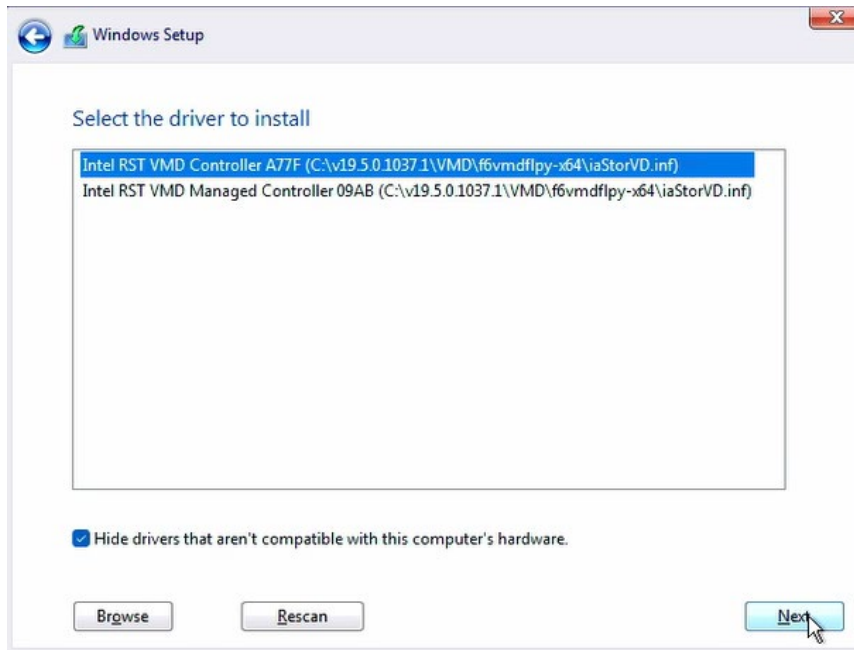 Windows Setup
Select the driver to install
Intel RST VMD Controller A77F (C:\v19.5.0.1037.1\VMD\f6vmdflpy-x64\iaStorVD.inf)
Intel RST VMD Managed Controller 09AB (C:\v19.5.0.1037.1\VMD\f6vmdflpy-x64\iaStorVD.inf)
Hide drivers that aren't compatible with this computer's hardware.
Browse
Rescan
Next